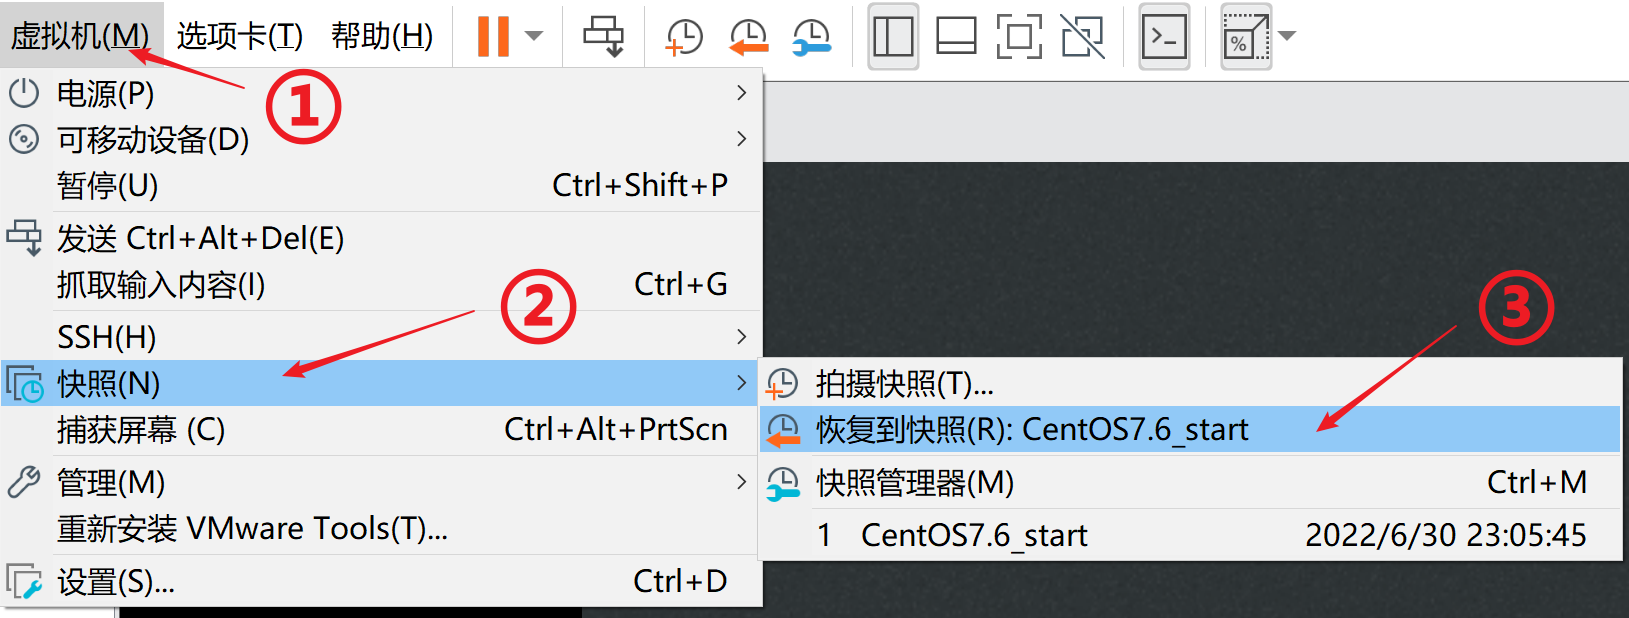 虚拟机(M) 选项卡(T) 帮助(H)
①
电源(P)
可移动设备(D)
暂停(U) Ctrl+Shift+P
发送 Ctrl+Alt+Del(E)
抓取输入内容(I) Ctrl+G
②
③
SSH(H)
快照(N)
捕获屏幕 (C) Ctrl+Alt+PrtScn
管理(M)
重新安装 VMware Tools(T)...
设置(S)... Ctrl+D
拍摄快照(T)...
恢复到快照(R): CentOS7.6_start
快照管理器(M) Ctrl+M
1 CentOS7.6_start 2022/6/30 23:05:45
%